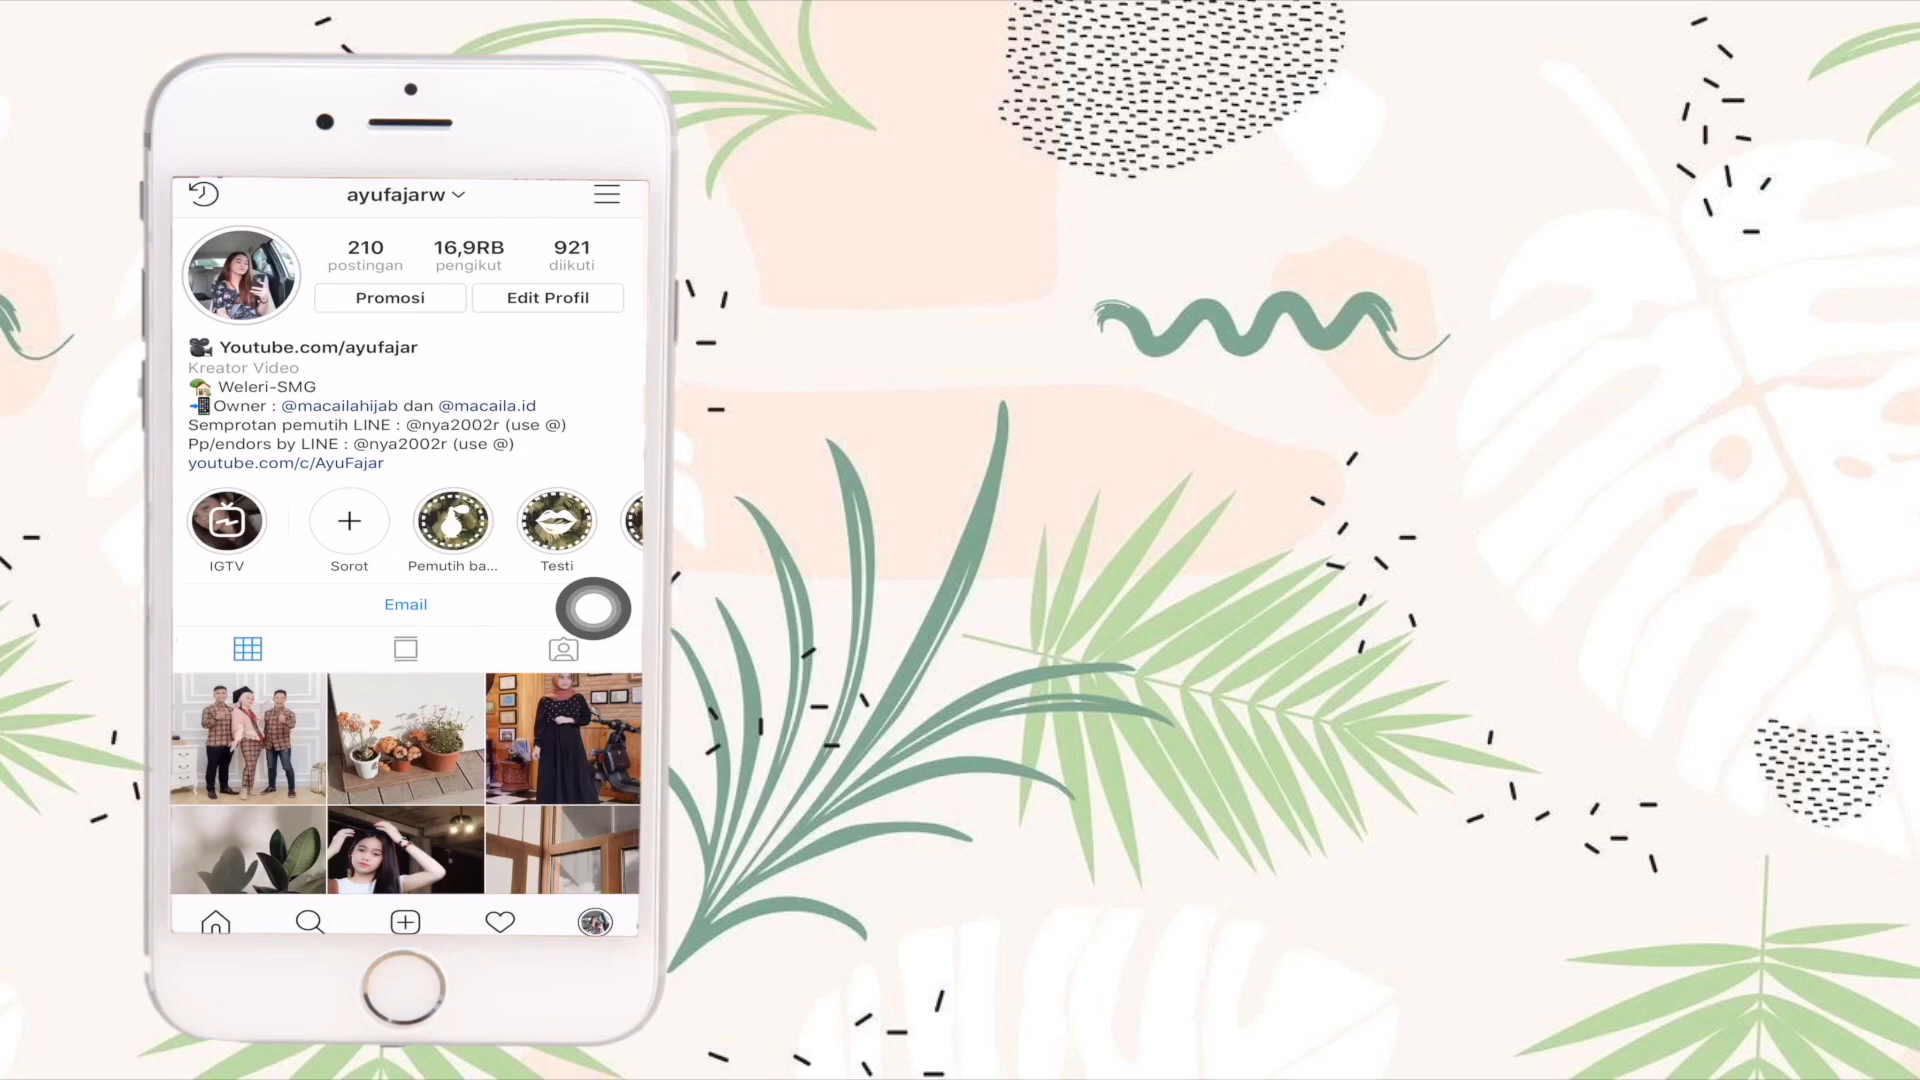 ayufajarw
210 16,9RB 921
postingan pengikut diikuti
Promosi Edit Profil
Youtube.com/ayufajar
Kreator Video
Weleri-SMG
Owner : @macailahijab dan @macaila.id
Semprotan pemutih LINE : @nya2002r (use @)
Pp/endors by LINE : @nya2002r (use @)
youtube.com/c/AyuFajar
IGTV Sorot Pemutih ba... Testi
Email